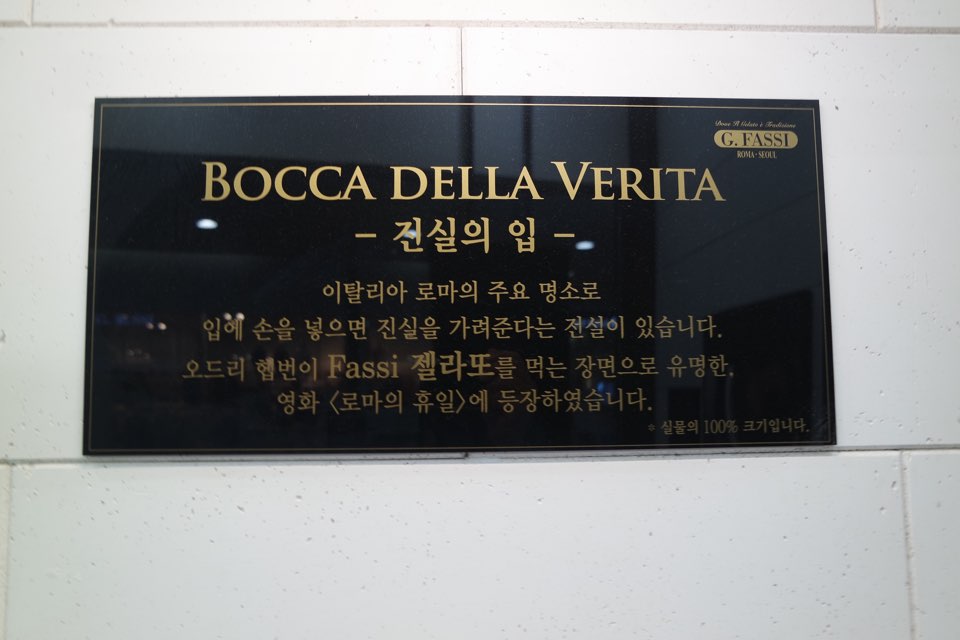 Dove Il Gelato è Tradizione
G. FASSI
ROMA · SEOUL
BOCCA DELLA VERITA
– 진실의 입 –
이탈리아 로마의 주요 명소로
입에 손을 넣으면 진실을 가려준다는 전설이 있습니다.
오드리 헵번이 Fassi 젤라또를 먹는 장면으로 유명한,
영화 〈로마의 휴일〉에 등장하였습니다.
* 실물의 100% 크기입니다.